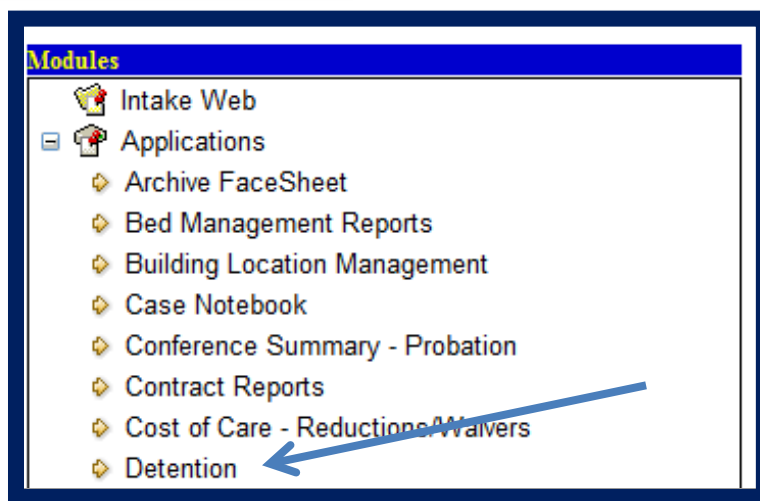 Modules
Intake Web
Applications
Archive FaceSheet
Bed Management Reports
Building Location Management
Case Notebook
Conference Summary - Probation
Contract Reports
Cost of Care - Reductions/Waivers
Detention